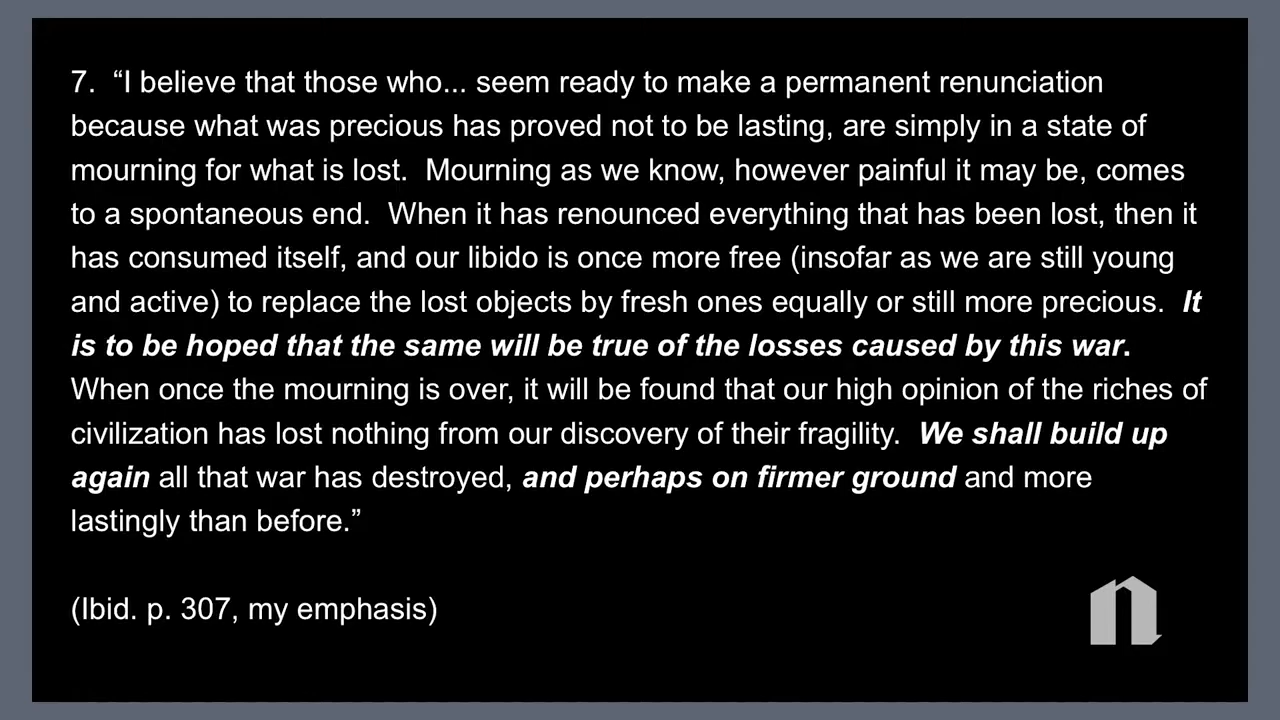 7.  “I believe that those who... seem ready to make a permanent renunciation
because what was precious has proved not to be lasting, are simply in a state of
mourning for what is lost.  Mourning as we know, however painful it may be, comes
to a spontaneous end.  When it has renounced everything that has been lost, then it
has consumed itself, and our libido is once more free (insofar as we are still young
and active) to replace the lost objects by fresh ones equally or still more precious.  It
is to be hoped that the same will be true of the losses caused by this war.
When once the mourning is over, it will be found that our high opinion of the riches of
civilization has lost nothing from our discovery of their fragility.  We shall build up
again all that war has destroyed, and perhaps on firmer ground and more
lastingly than before.”
(Ibid. p. 307, my emphasis)
n